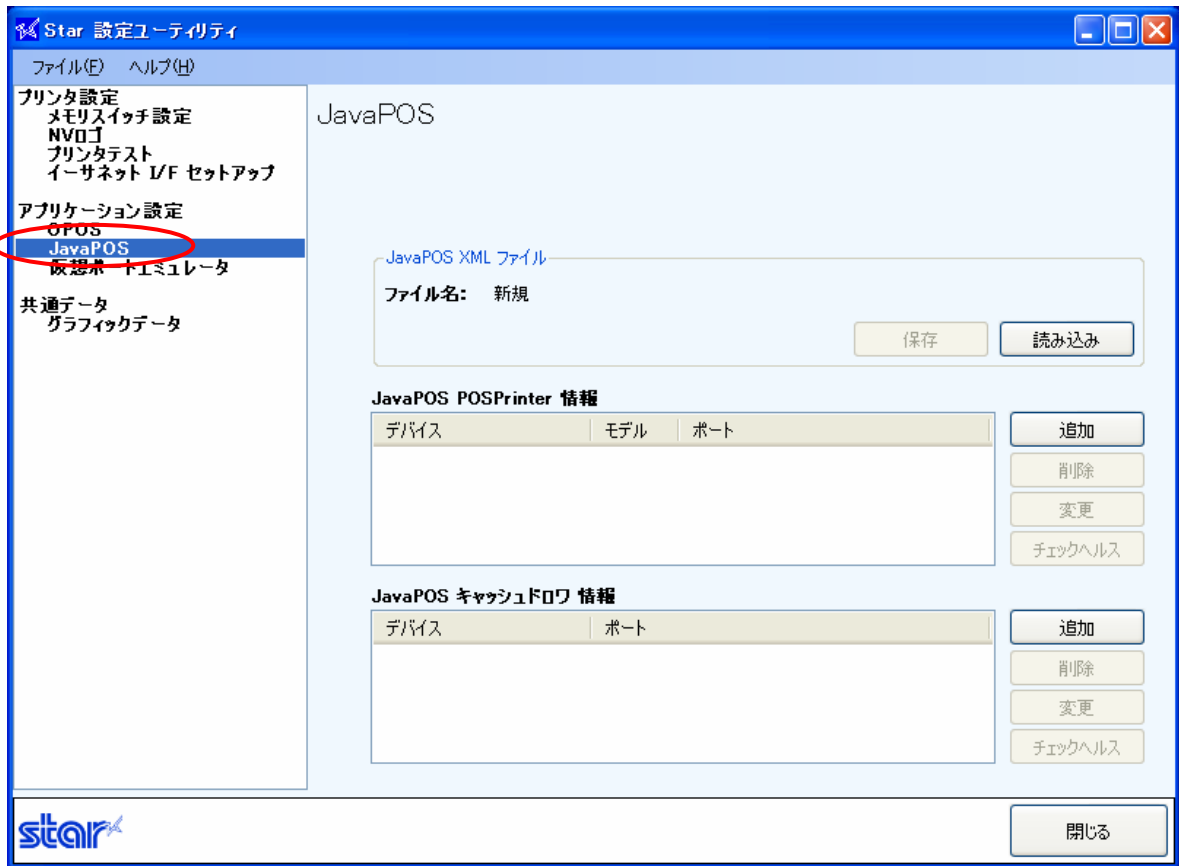 Star 設定ユーティリティ
ファイル(F) ヘルプ(H)
プリンタ設定
メモリスイッチ設定
NVロゴ
プリンタテスト
イーサネット I/F セットアップ
アプリケーション設定
OPOS
JavaPOS
仮想ポートエミュレータ
共通データ
グラフィックデータ
JavaPOS
JavaPOS XML ファイル
ファイル名: 新規
保存 読み込み
JavaPOS POSPrinter 情報
デバイス モデル ポート
追加
削除
変更
チェックヘルス
JavaPOS キャッシュドロワ 情報
デバイス ポート
追加
削除
変更
チェックヘルス
star
閉じる